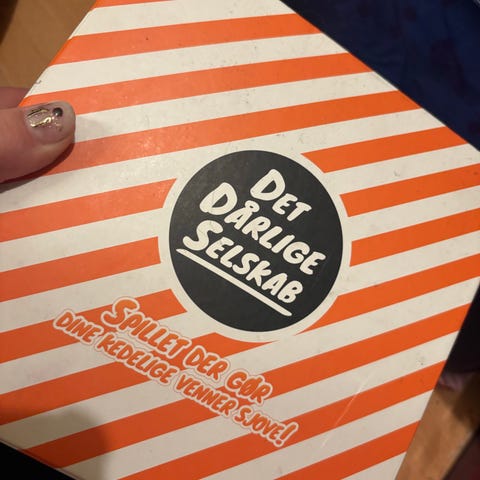 Det
Dårlige
Selskab
Spillet der gør
dine kedelige venner sjove!